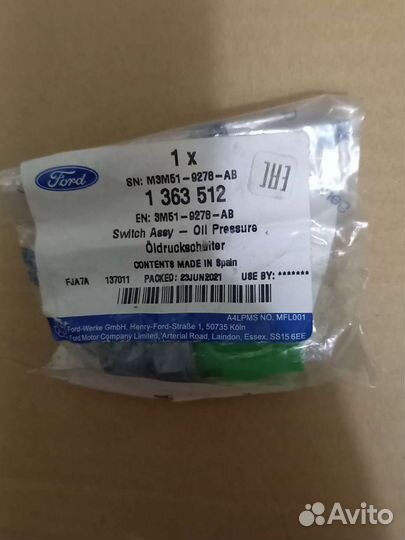 Ford
1 x
SN: M3M51-9278-AB
1 363 512
EN: 3M51-9278-AB
Switch Assy – Oil Pressure
Öldruckschalter
CONTENTS MADE IN Spain
FJA7A 137011 PACKED: 23JUN2021 USE BY: *******
A4LPMS NO. MFL001
Ford-Werke GmbH, Henry-Ford-Straße 1, 50735 Köln
Ford Motor Company Limited, Arterial Road, Laindon, Essex, SS15 6EE
EAC
Avito